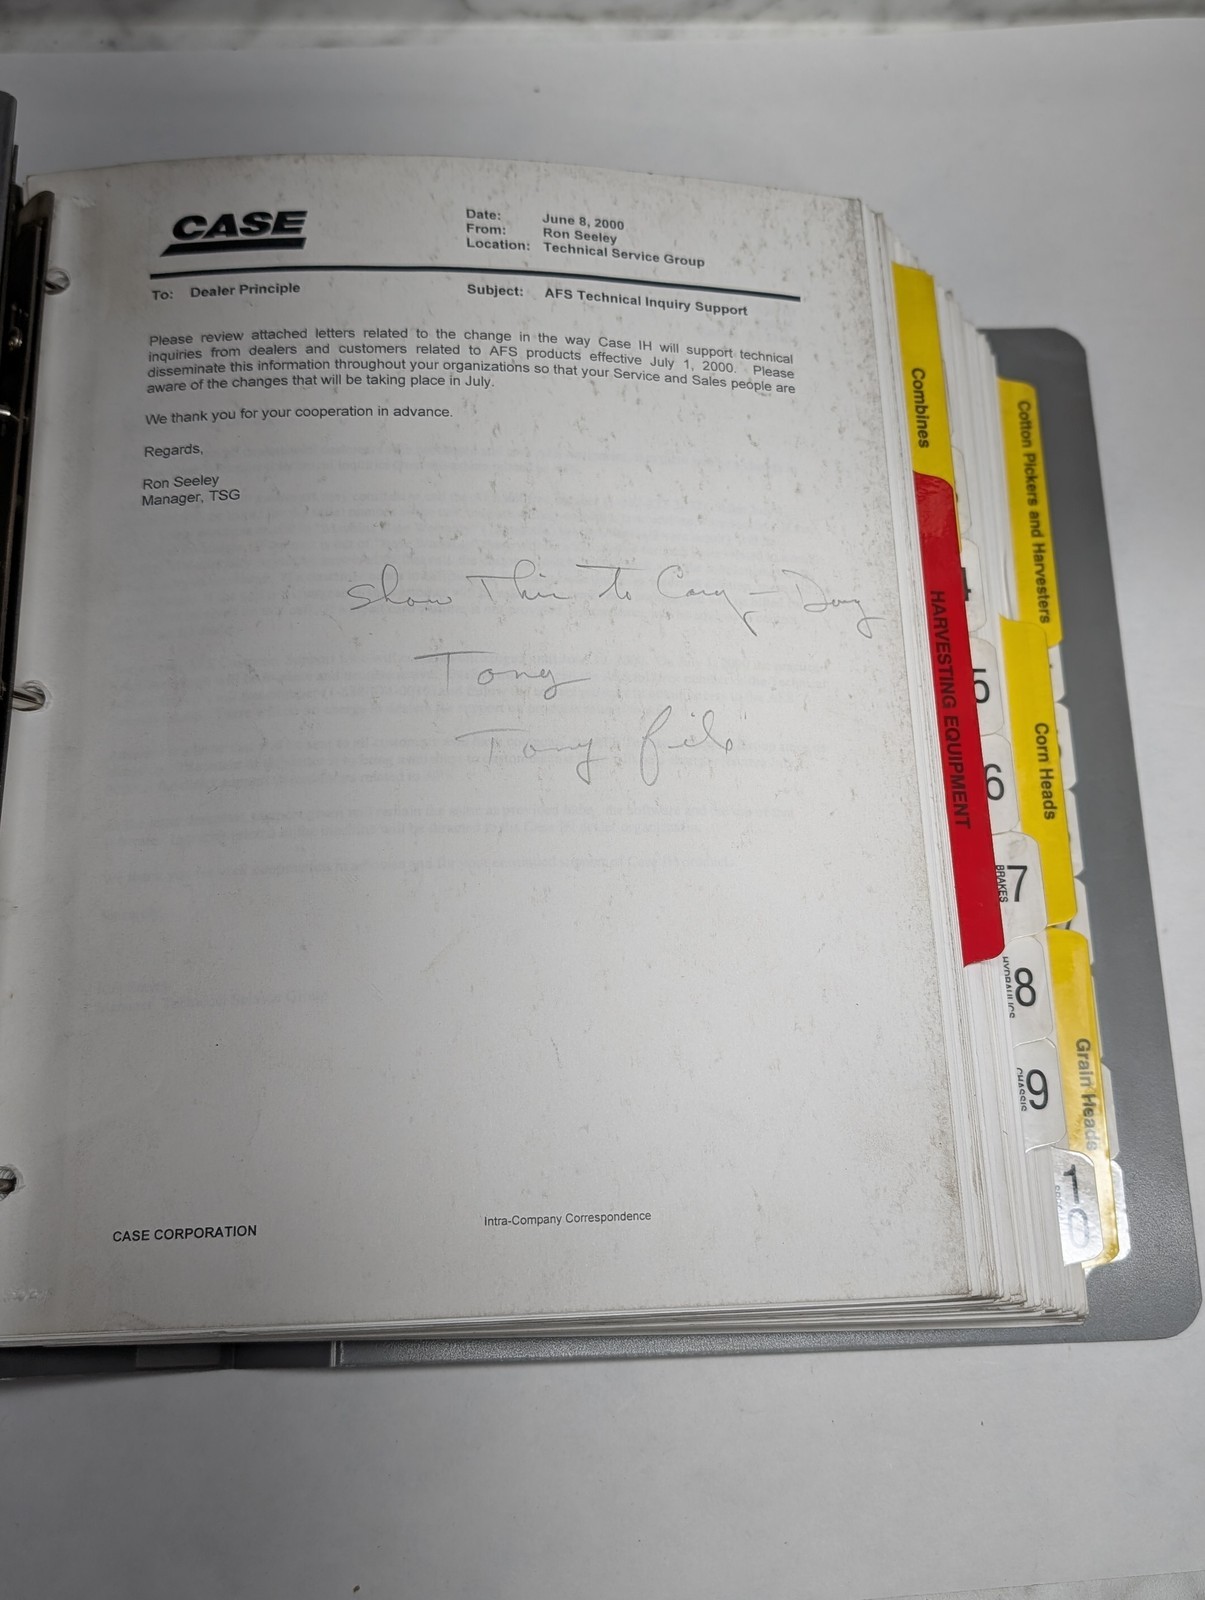 CASE
Date: June 8, 2000
From: Ron Seeley
Location: Technical Service Group
To: Dealer Principle
Subject: AFS Technical Inquiry Support
Please review attached letters related to the change in the way Case IH will support technical
inquiries from dealers and customers related to AFS products effective July 1, 2000. Please
disseminate this information throughout your organizations so that your Service and Sales people are
aware of the changes that will be taking place in July.
We thank you for your cooperation in advance.
Regards,
Ron Seeley
Manager, TSG
Show This to
Tony
Tony file
CASE CORPORATION
Intra-Company Correspondence
Combines
HARVESTING EQUIPMENT
Cotton Pickers and Harvesters
Corn Heads
Grain Heads
4
5
6
7
BRAKES
8
HYDRAULICS
9
CHASSIS
10